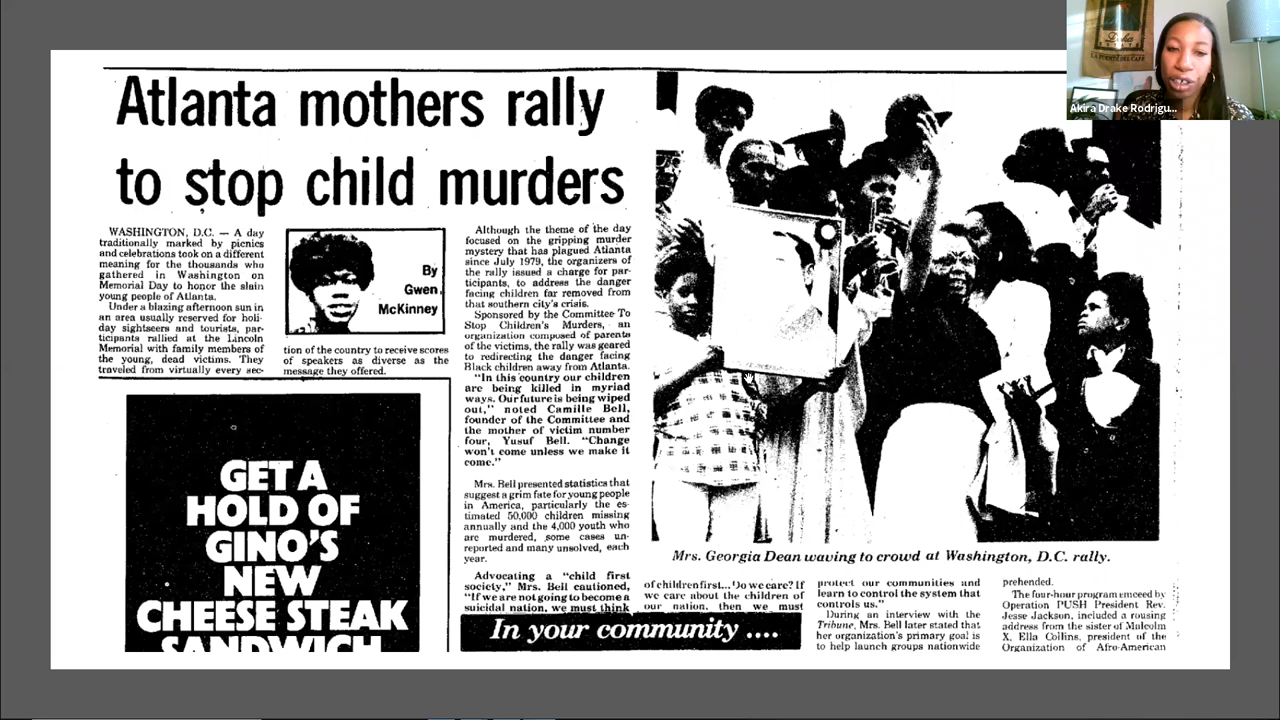 Atlanta mothers rally
to stop child murders
WASHINGTON, D.C. — A day
traditionally marked by picnics
and celebrations took on a different
meaning for the thousands who
gathered in Washington on
Memorial Day to honor the slain
young people of Atlanta.
Under a blazing afternoon sun in
an area usually reserved for holi-
day sightseers and tourists, par-
ticipants rallied at the Lincoln
Memorial with family members of
the young, dead victims. They
traveled from virtually every sec-
By
Gwen
McKinney
tion of the country to receive scores
of speakers as diverse as the
message they offered.
Although the theme of the day
focused on the gripping murder
mystery that has plagued Atlanta
since July 1979, the organizers of
the rally issued a charge for par-
ticipants, to address the danger
facing children far removed from
that southern city's crisis.
Sponsored by the Committee To
Stop Children's Murders, an
organization composed of parents
of the victims, the rally was geared
to redirecting the danger facing
Black children away from Atlanta.
"In this country our children
are being killed in myriad
ways. Our future is being wiped
out," noted Camille Bell,
founder of the Committee and
the mother of victim number
four, Yusuf Bell. "Change
won't come unless we make it
come."
Mrs. Bell presented statistics that
suggest a grim fate for young people
in America, particularly the es-
timated 50,000 children missing
annually and the 4,000 youth who
are murdered, some cases un-
reported and many unsolved, each
year.
Advocating a "child first
society," Mrs. Bell cautioned,
"If we are not going to become a
suicidal nation, we must think
Mrs. Georgia Dean waving to crowd at Washington, D.C. rally.
of children first... Do we care? If
we care about the children of
our nation, then we must
protect our communities and
learn to control the system that
controls us."
During an interview with the
Tribune, Mrs. Bell later stated that
her organization's primary goal is
to help launch groups nationwide
prehended.
The four-hour program emceed by
Operation PUSH President Rev.
Jesse Jackson, included a rousing
address from the sister of Malcolm
X, Ella Collins, president of the
Organization of Afro-American
GET A
HOLD OF
GINO'S
NEW
CHEESE STEAK
SANDWICH
In your community ....
Akira Drake Rodrigu...
LA FUENTE DEL CAFE